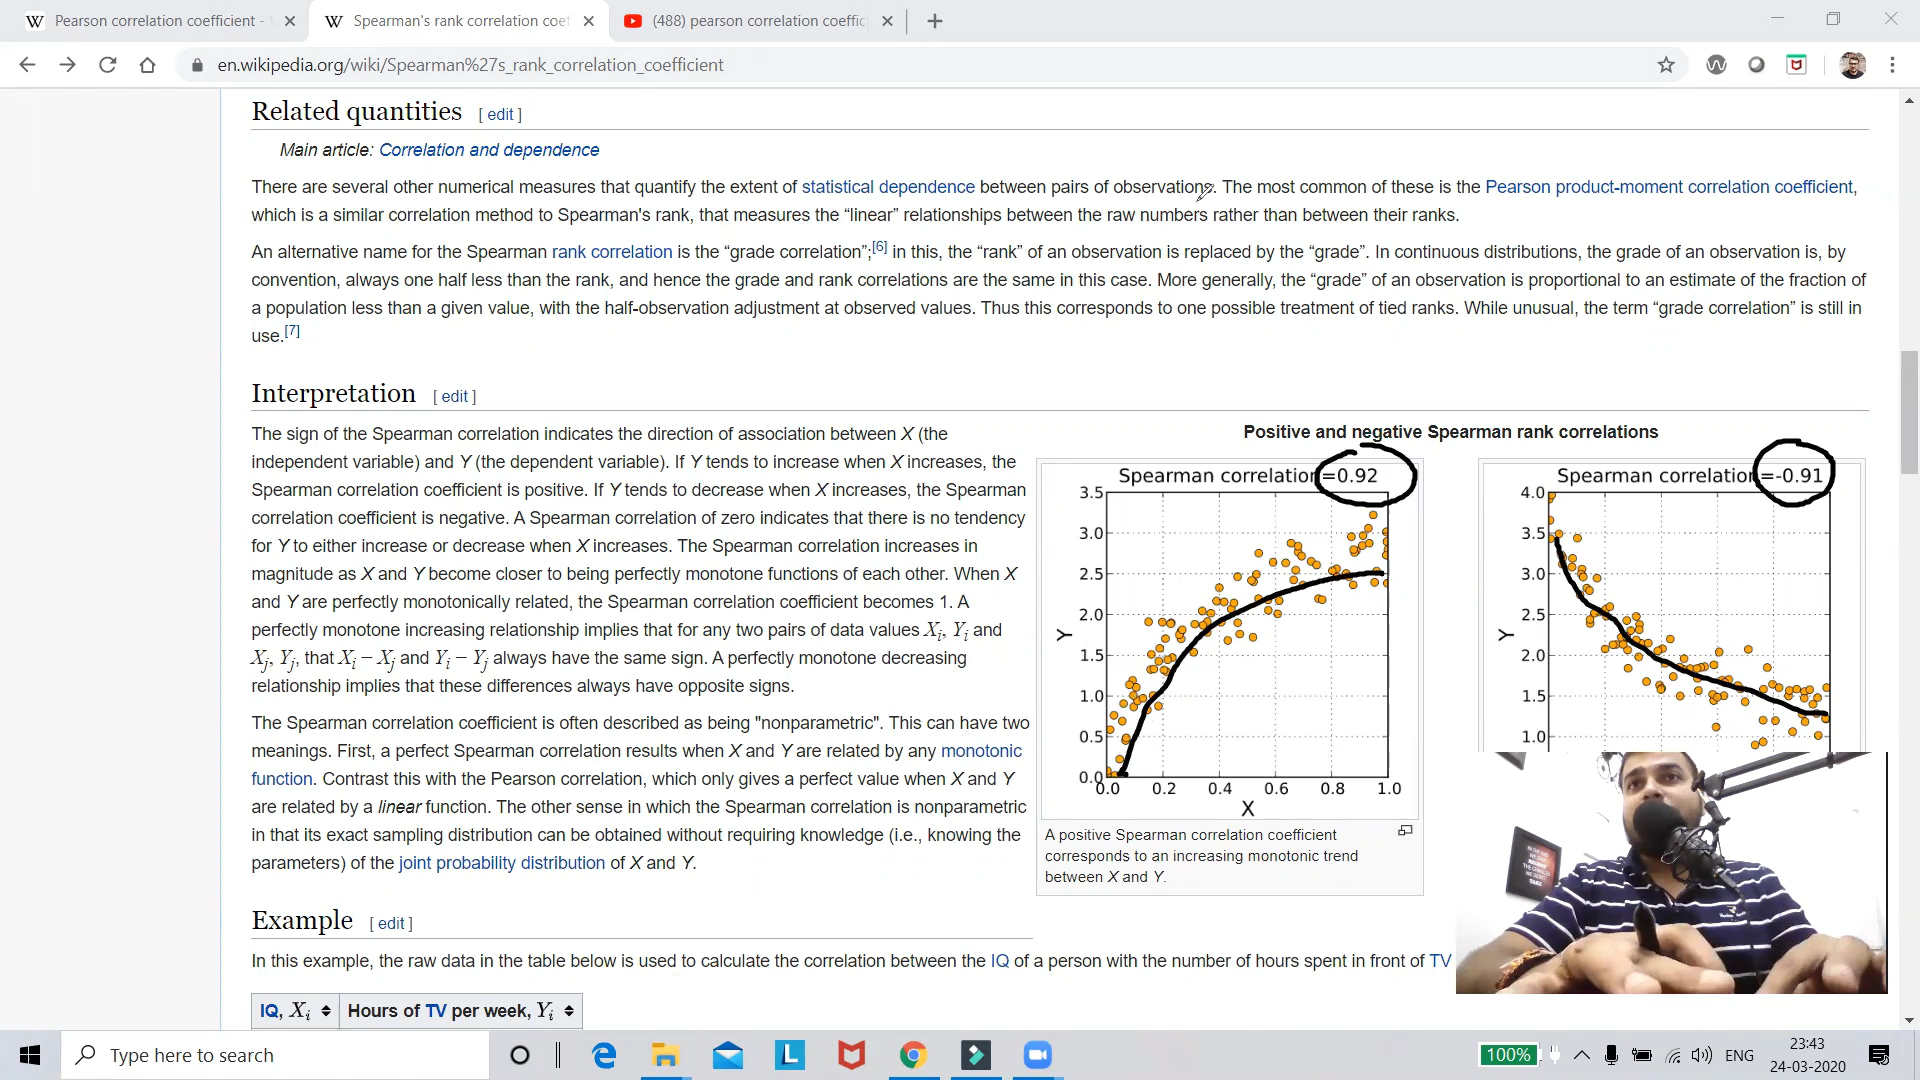 Pearson correlation coefficient -
Spearman's rank correlation coef
(488) pearson correlation coeffic
en.wikipedia.org/wiki/Spearman%27s_rank_correlation_coefficient
Related quantities [ edit ]
Main article: Correlation and dependence
There are several other numerical measures that quantify the extent of statistical dependence between pairs of observations. The most common of these is the Pearson product-moment correlation coefficient,
which is a similar correlation method to Spearman's rank, that measures the “linear” relationships between the raw numbers rather than between their ranks.
An alternative name for the Spearman rank correlation is the “grade correlation”;[6] in this, the “rank” of an observation is replaced by the “grade”. In continuous distributions, the grade of an observation is, by
convention, always one half less than the rank, and hence the grade and rank correlations are the same in this case. More generally, the “grade” of an observation is proportional to an estimate of the fraction of
a population less than a given value, with the half-observation adjustment at observed values. Thus this corresponds to one possible treatment of tied ranks. While unusual, the term “grade correlation” is still in
use.[7]
Interpretation [ edit ]
The sign of the Spearman correlation indicates the direction of association between X (the
independent variable) and Y (the dependent variable). If Y tends to increase when X increases, the
Spearman correlation coefficient is positive. If Y tends to decrease when X increases, the Spearman
correlation coefficient is negative. A Spearman correlation of zero indicates that there is no tendency
for Y to either increase or decrease when X increases. The Spearman correlation increases in
magnitude as X and Y become closer to being perfectly monotone functions of each other. When X
and Y are perfectly monotonically related, the Spearman correlation coefficient becomes 1. A
perfectly monotone increasing relationship implies that for any two pairs of data values Xi, Yi and
Xj, Yj, that Xi − Xj and Yi − Yj always have the same sign. A perfectly monotone decreasing
relationship implies that these differences always have opposite signs.
The Spearman correlation coefficient is often described as being "nonparametric". This can have two
meanings. First, a perfect Spearman correlation results when X and Y are related by any monotonic
function. Contrast this with the Pearson correlation, which only gives a perfect value when X and Y
are related by a linear function. The other sense in which the Spearman correlation is nonparametric
in that its exact sampling distribution can be obtained without requiring knowledge (i.e., knowing the
parameters) of the joint probability distribution of X and Y.
Positive and negative Spearman rank correlations
Spearman correlation=0.92
3.5
3.0
2.5
2.0
1.5
1.0
0.5
0.0
Y
0.0 0.2 0.4 0.6 0.8 1.0
X
A positive Spearman correlation coefficient
corresponds to an increasing monotonic trend
between X and Y.
Spearman correlation=-0.91
4.0
3.5
3.0
2.5
2.0
1.5
1.0
Y
Example [ edit ]
In this example, the raw data in the table below is used to calculate the correlation between the IQ of a person with the number of hours spent in front of TV
IQ, Xi Hours of TV per week, Yi
Type here to search
100%
ENG
23:43
24-03-2020